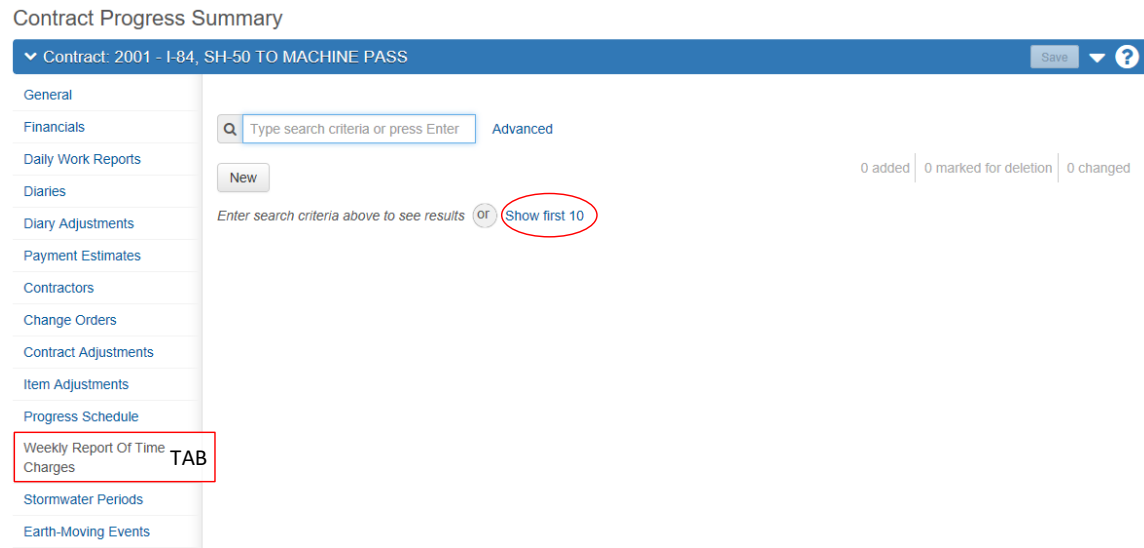 Contract Progress Summary
Contract: 2001 - I-84, SH-50 TO MACHINE PASS
Save
?
General
Financials
Daily Work Reports
Diaries
Diary Adjustments
Payment Estimates
Contractors
Change Orders
Contract Adjustments
Item Adjustments
Progress Schedule
Weekly Report Of Time
Charges
TAB
Stormwater Periods
Earth-Moving Events
Type search criteria or press Enter
Advanced
New
0 added
0 marked for deletion
0 changed
Enter search criteria above to see results or Show first 10